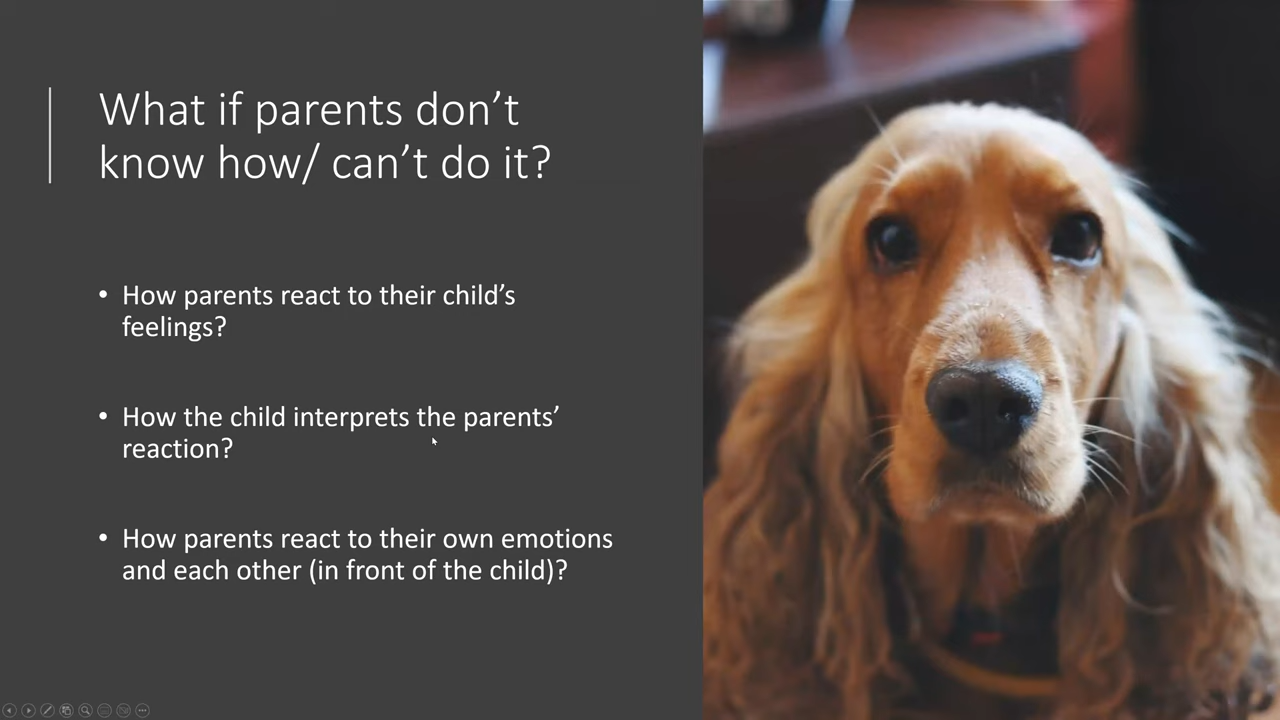 What if parents don’t
know how/ can’t do it?
• How parents react to their child’s
feelings?
• How the child interprets the parents’
reaction?
• How parents react to their own emotions
and each other (in front of the child)?